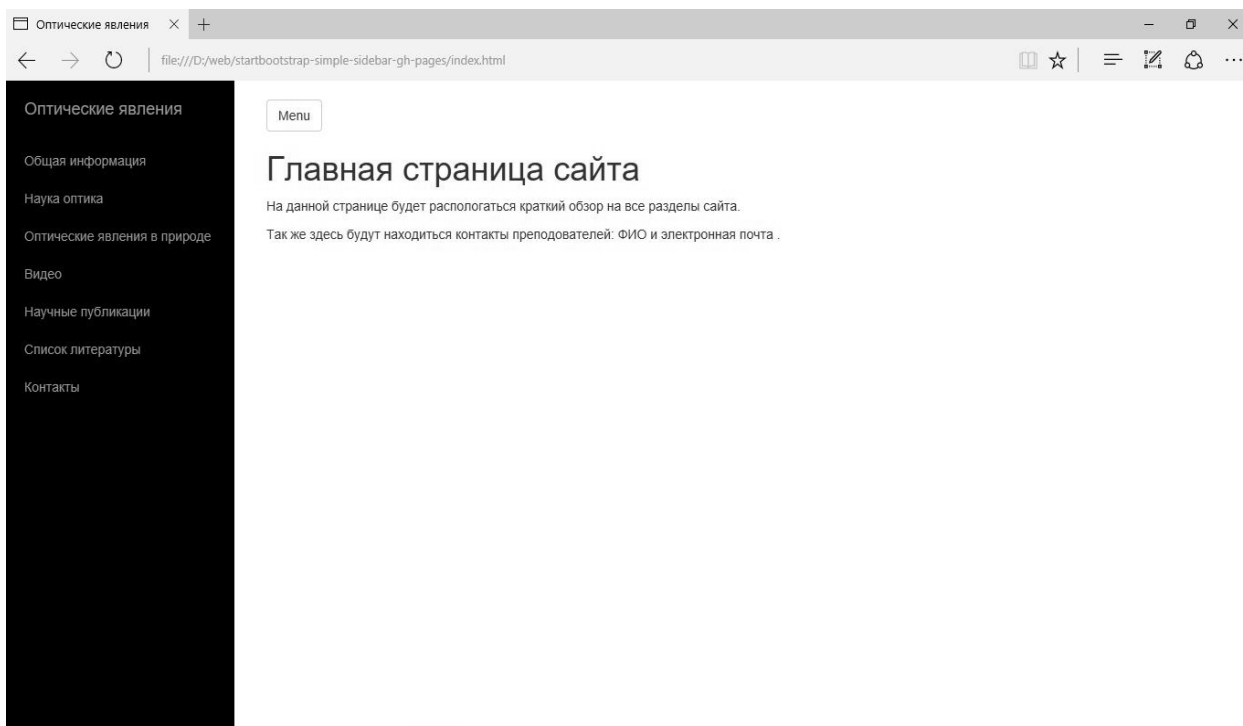 Оптические явления
file:///D:/web/startbootstrap-simple-sidebar-gh-pages/index.html
Оптические явления
Общая информация
Наука оптика
Оптические явления в природе
Видео
Научные публикации
Список литературы
Контакты
Menu
Главная страница сайта
На данной странице будет распологаться краткий обзор на все разделы сайта.
Так же здесь будут находиться контакты преподователей: ФИО и электронная почта .